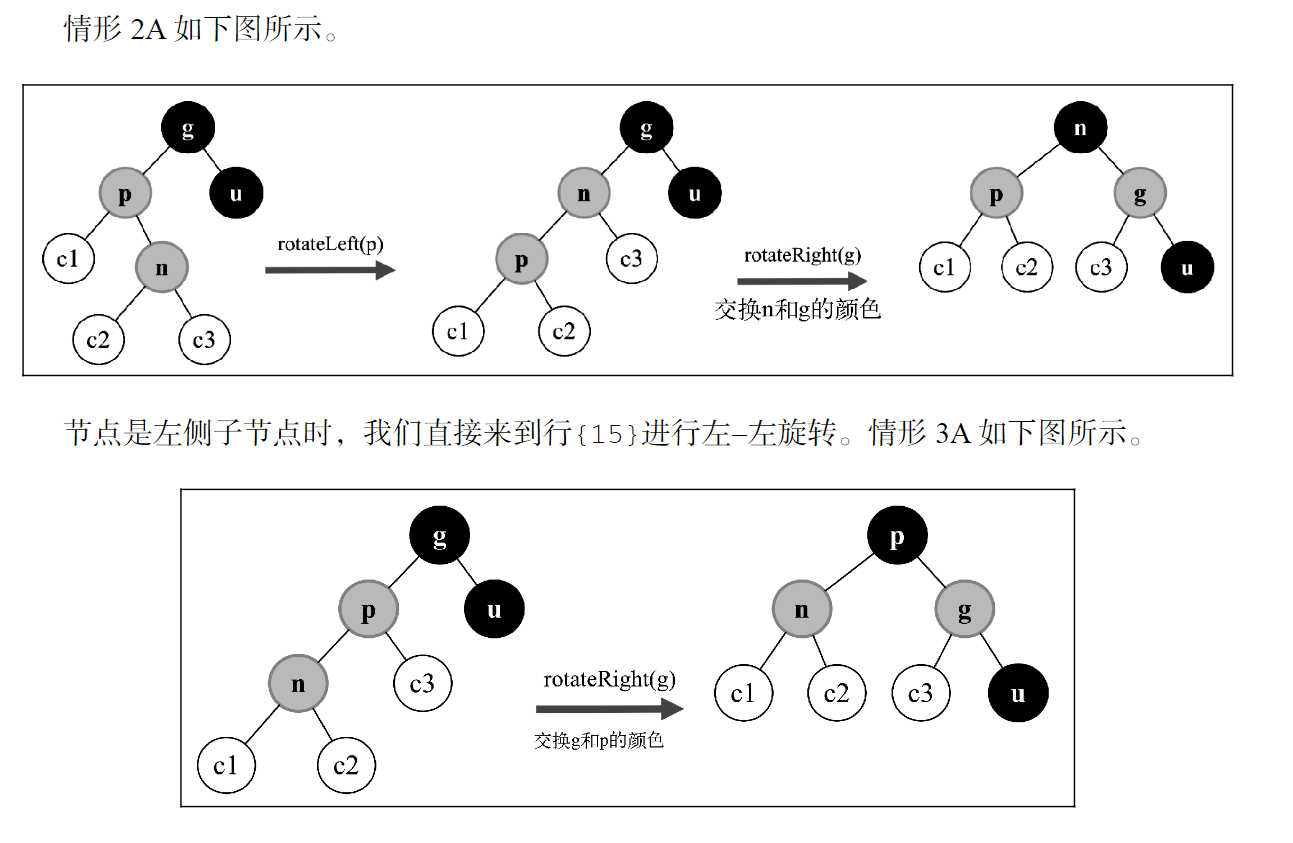 情形 2A 如下图所示。
g g n
p u n u p g
c1 n p c3 c1 c2 c3 u
c2 c3 c1 c2
rotateLeft(p)
rotateRight(g)
交换n和g的颜色
节点是左侧子节点时，我们直接来到行{15}进行左–左旋转。情形 3A 如下图所示。
g p
p u n g
n c3 c1 c2 c3 u
c1 c2
rotateRight(g)
交换g和p的颜色